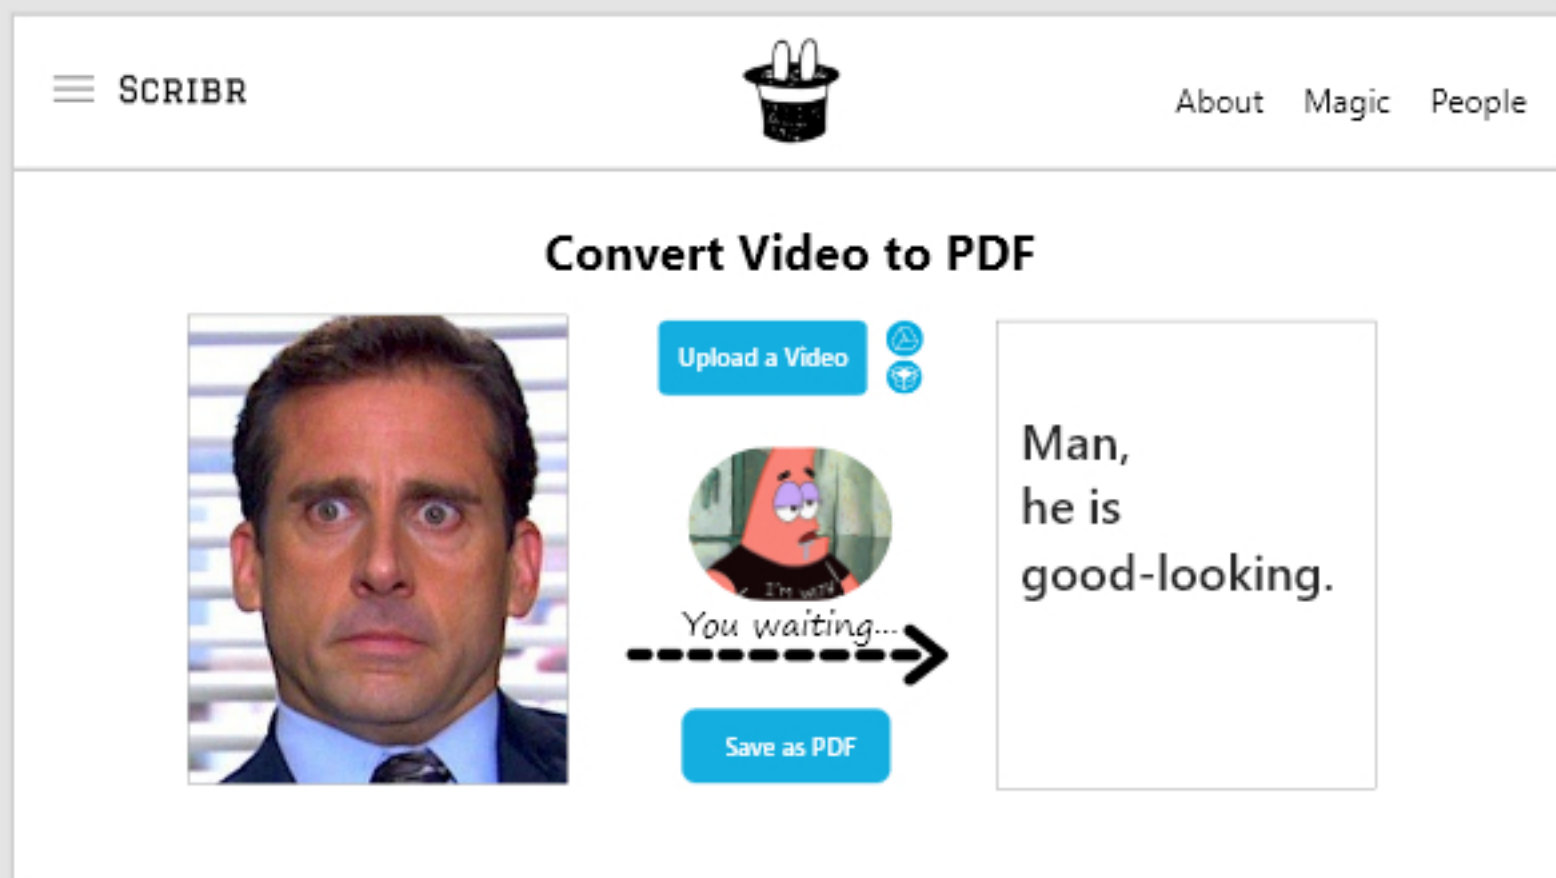 SCRIBR
About Magic People
Convert Video to PDF
Upload a Video
Man,
he is
good-looking.
I'm WITH
You waiting...
Save as PDF